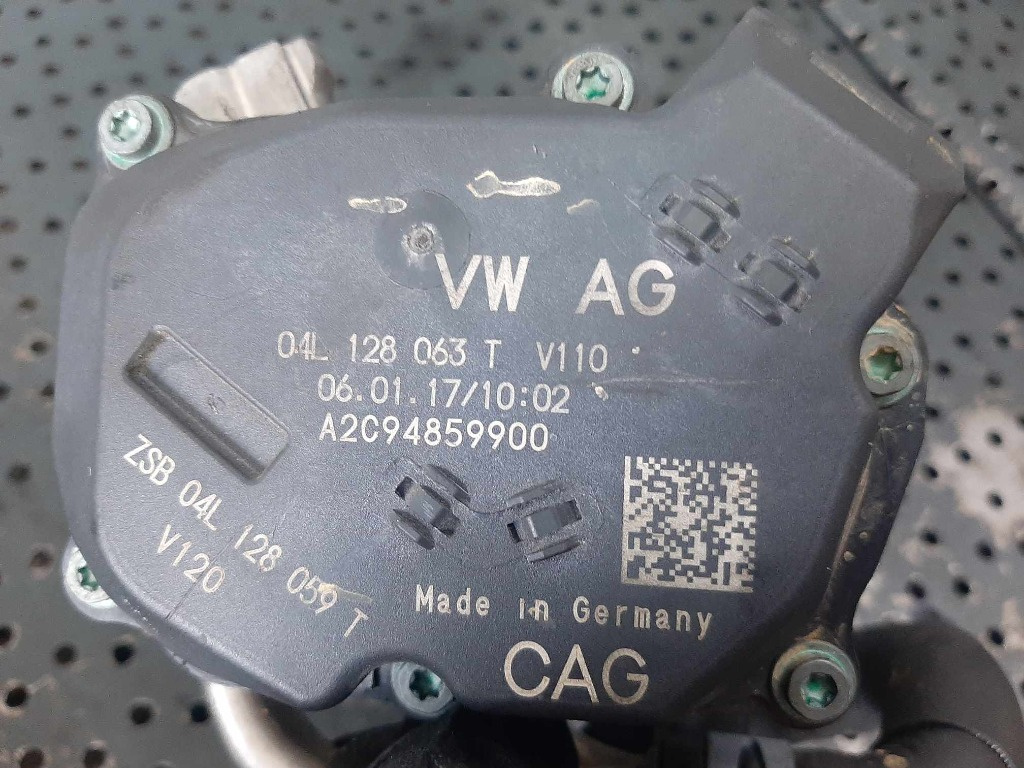 VW AG
04L 128 063 T V110
06.01.17/10:02
A2C94859900
ZSB 04L 128 059 T
V120
Made in Germany
CAG